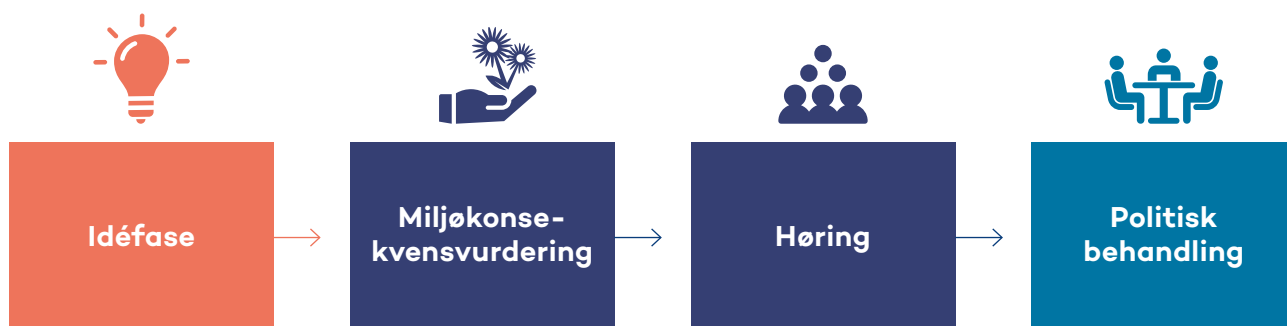 Idéfase
Miljøkonse-
kvensvurdering
Høring
Politisk
behandling